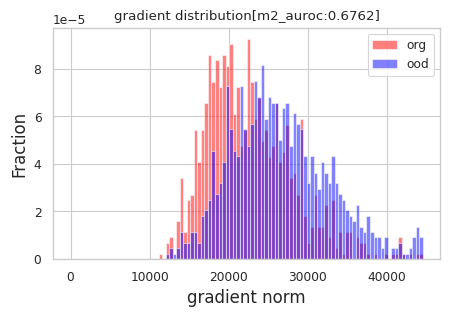 gradient distribution[m2_auroc:0.6762]
1e−5
org
ood
8
6
4
2
0
Fraction
0
10000
20000
30000
40000
gradient norm